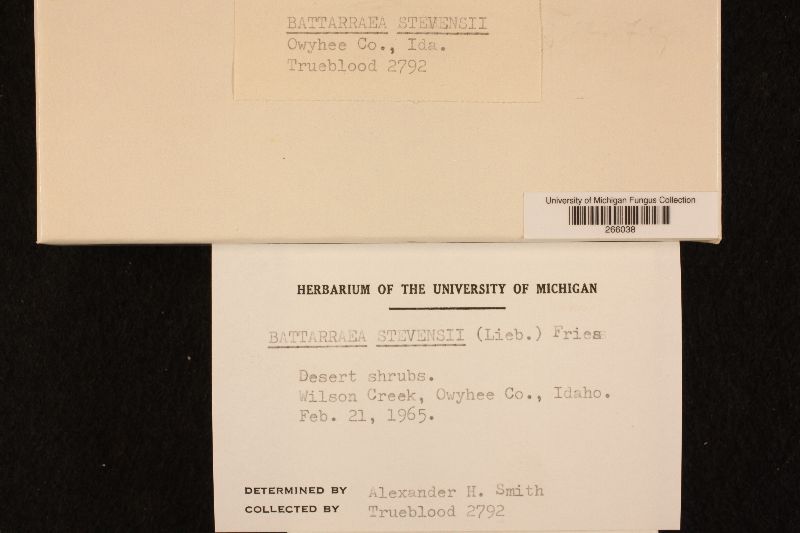 BATTARRAEA STEVENSII
Owyhee Co., Ida.
Trueblood 2792
University of Michigan Fungus Collection
266038
HERBARIUM OF THE UNIVERSITY OF MICHIGAN
BATTARRAEA STEVENSII (Lieb.) Fries
Desert shrubs.
Wilson Creek, Owyhee Co., Idaho.
Feb. 21, 1965.
DETERMINED BY Alexander H. Smith
COLLECTED BY Trueblood 2792